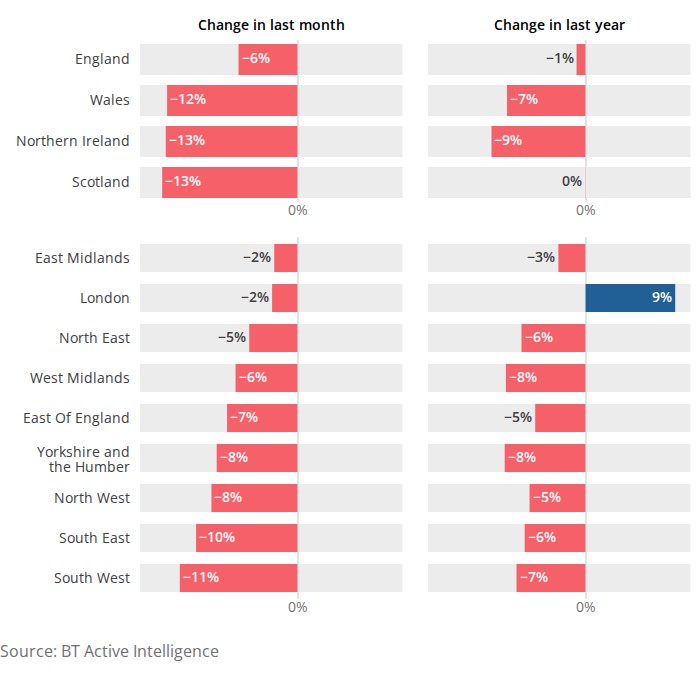 Change in last month Change in last year
England −6% −1%
Wales −12% −7%
Northern Ireland −13% −9%
Scotland −13% 0%
0% 0%
East Midlands −2% −3%
London −2% 9%
North East −5% −6%
West Midlands −6% −8%
East Of England −7% −5%
Yorkshire and
the Humber −8% −8%
North West −8% −5%
South East −10% −6%
South West −11% −7%
0% 0%
Source: BT Active Intelligence